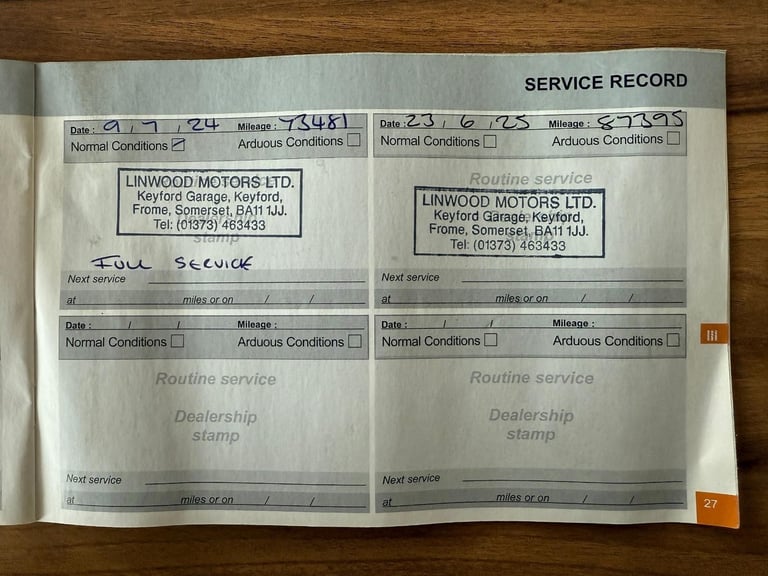 SERVICE RECORD
Date : 9 / 7 / 24 Mileage : 73481
Normal Conditions Arduous Conditions
LINWOOD MOTORS LTD.
Keyford Garage, Keyford,
Frome, Somerset, BA11 1JJ.
Tel: (01373) 463433
stamp
FULL SERVICE
Next service
at miles or on / /
Date : 23 / 6 / 25 Mileage : 87395
Normal Conditions Arduous Conditions
Routine service
LINWOOD MOTORS LTD.
Keyford Garage, Keyford,
Frome, Somerset, BA11 1JJ.
Tel: (01373) 463433
Next service
at miles or on / /
Date : / / Mileage :
Normal Conditions Arduous Conditions
Routine service
Dealership
stamp
Next service
at miles or on / /
Date : / / Mileage :
Normal Conditions Arduous Conditions
Routine service
Dealership
stamp
Next service
at miles or on / /
III
27